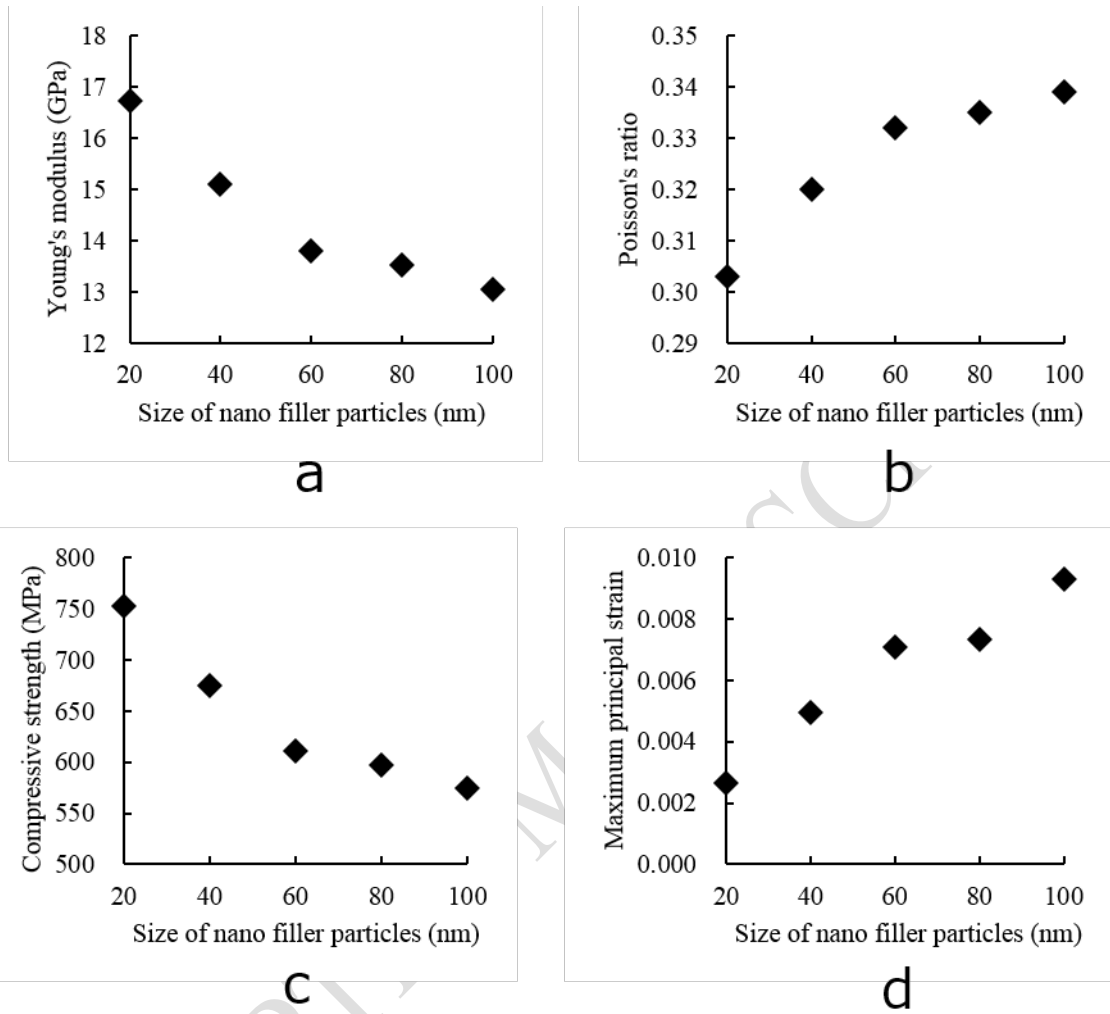 18
17
16
15
14
13
12
Young's modulus (GPa)
20 40 60 80 100
Size of nano filler particles (nm)
a
0.35
0.34
0.33
0.32
0.31
0.30
0.29
Poisson's ratio
20 40 60 80 100
Size of nano filler particles (nm)
b
800
750
700
650
600
550
500
Compressive strength (MPa)
20 40 60 80 100
Size of nano filler particles (nm)
c
0.010
0.008
0.006
0.004
0.002
0.000
Maximum principal strain
20 40 60 80 100
Size of nano filler particles (nm)
d